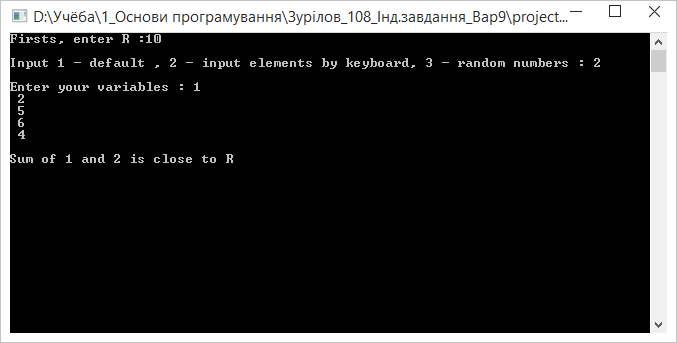 D:\Учёба\1_Основи програмування\Зурілов_108_Інд.завдання_Вар9\project...
Firsts, enter R :10
Input 1 - default , 2 - input elements by keyboard, 3 - random numbers : 2
Enter your variables : 1
2
5
6
4
Sum of 1 and 2 is close to R